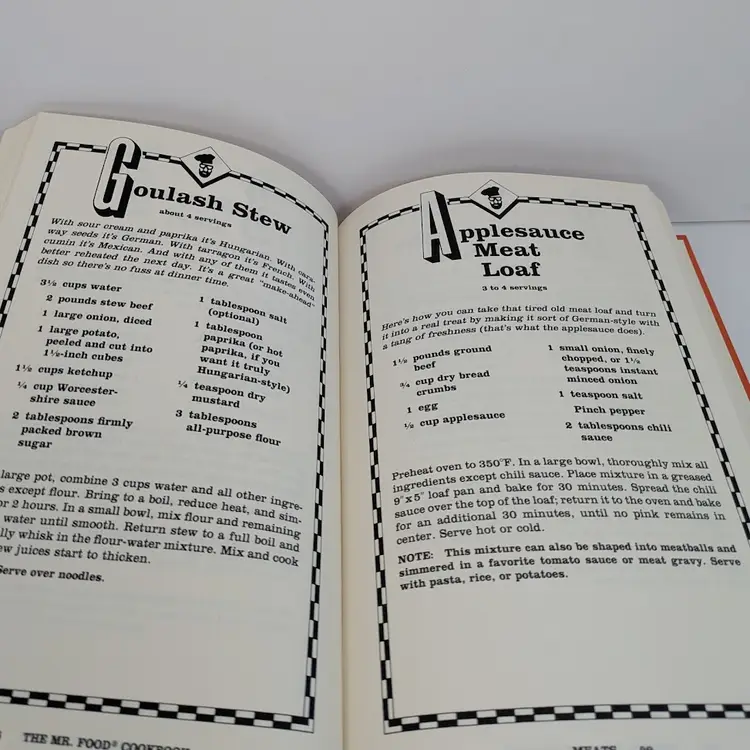 Goulash Stew
about 4 servings
With sour cream and paprika it's Hungarian. With cara-
way seeds it's German. With tarragon it's French. With
cumin it's Mexican. And with any of them it tastes even
better reheated the next day. It's a great "make-ahead"
dish so there's no fuss at dinner time.
3½ cups water
2 pounds stew beef
1 large onion, diced
1 large potato,
peeled and cut into
1½-inch cubes
1½ cups ketchup
¼ cup Worcester-
shire sauce
2 tablespoons firmly
packed brown
sugar
1 tablespoon salt
(optional)
1 tablespoon
paprika (or hot
paprika, if you
want it truly
Hungarian-style)
¼ teaspoon dry
mustard
3 tablespoons
all-purpose flour
large pot, combine 3 cups water and all other ingre-
except flour. Bring to a boil, reduce heat, and sim-
2 hours. In a small bowl, mix flour and remaining
water until smooth. Return stew to a full boil and
whisk in the flour-water mixture. Mix and cook
juices start to thicken.
Serve over noodles.
THE MR. FOOD® COOKBOOK
Applesauce
Meat
Loaf
3 to 4 servings
Here's how you can take that tired old meat loaf and turn
it into a real treat by making it sort of German-style with
a tang of freshness (that's what the applesauce does).
1½ pounds ground
beef
¾ cup dry bread
crumbs
1 egg
½ cup applesauce
1 small onion, finely
chopped, or 1½
teaspoons instant
minced onion
1 teaspoon salt
Pinch pepper
2 tablespoons chili
sauce
Preheat oven to 350°F. In a large bowl, thoroughly mix all
ingredients except chili sauce. Place mixture in a greased
9"x5" loaf pan and bake for 30 minutes. Spread the chili
sauce over the top of the loaf; return it to the oven and bake
for an additional 30 minutes, until no pink remains in
center. Serve hot or cold.
NOTE: This mixture can also be shaped into meatballs and
simmered in a favorite tomato sauce or meat gravy. Serve
with pasta, rice, or potatoes.
MEATS